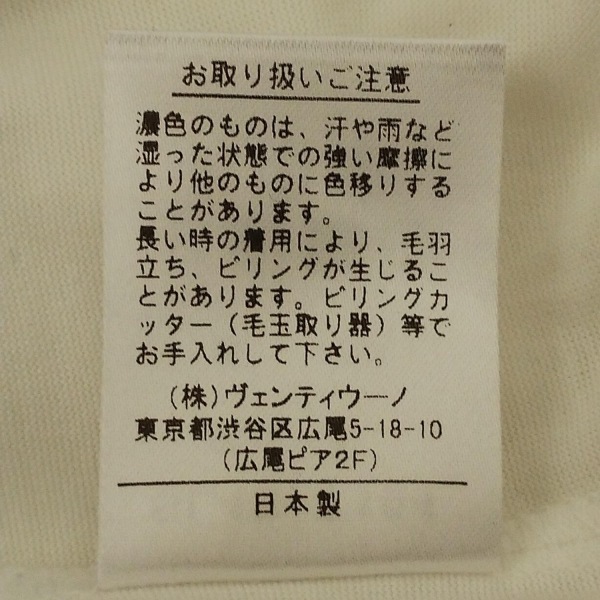 お取り扱いご注意
濃色のものは、汗や雨など
湿った状態での強い摩擦に
より他のものに色移りする
ことがあります。
長い時の着用により、毛羽
立ち、ピリングが生じるこ
とがあります。ピリングカ
ッター（毛玉取り器）等で
お手入れして下さい。
（株）ヴェンティウーノ
東京都渋谷区広尾5-18-10
（広尾ピア2F）
日本製